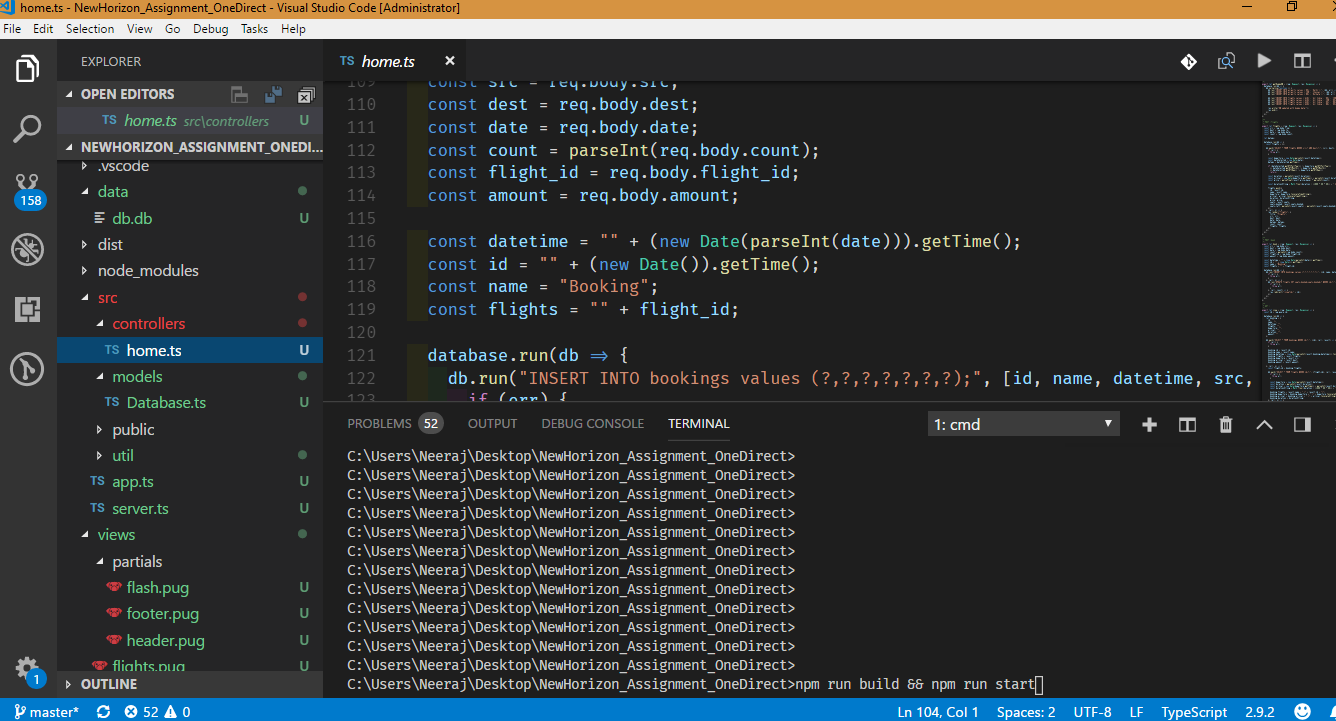 home.ts - NewHorizon_Assignment_OneDirect - Visual Studio Code [Administrator]
File Edit Selection View Go Debug Tasks Help
EXPLORER
OPEN EDITORS
TS home.ts src\controllers U
NEWHORIZON_ASSIGNMENT_ONEDI...
.vscode
data
db.db U
dist
node_modules
src
controllers
TS home.ts U
models
TS Database.ts U
public
util
TS app.ts U
TS server.ts U
views
partials
flash.pug U
footer.pug U
header.pug U
flights.pug U
OUTLINE
158
1
TS home.ts ×
109 const src = req.body.src;
110 const dest = req.body.dest;
111 const date = req.body.date;
112 const count = parseInt(req.body.count);
113 const flight_id = req.body.flight_id;
114 const amount = req.body.amount;
115
116 const datetime = "" + (new Date(parseInt(date))).getTime();
117 const id = "" + (new Date()).getTime();
118 const name = "Booking";
119 const flights = "" + flight_id;
120
121 database.run(db => {
122 db.run("INSERT INTO bookings values (?,?,?,?,?,?,?);", [id, name, datetime, src,
123 if (err) {
PROBLEMS 52 OUTPUT DEBUG CONSOLE TERMINAL 1: cmd
C:\Users\Neeraj\Desktop\NewHorizon_Assignment_OneDirect>
C:\Users\Neeraj\Desktop\NewHorizon_Assignment_OneDirect>
C:\Users\Neeraj\Desktop\NewHorizon_Assignment_OneDirect>
C:\Users\Neeraj\Desktop\NewHorizon_Assignment_OneDirect>
C:\Users\Neeraj\Desktop\NewHorizon_Assignment_OneDirect>
C:\Users\Neeraj\Desktop\NewHorizon_Assignment_OneDirect>
C:\Users\Neeraj\Desktop\NewHorizon_Assignment_OneDirect>
C:\Users\Neeraj\Desktop\NewHorizon_Assignment_OneDirect>
C:\Users\Neeraj\Desktop\NewHorizon_Assignment_OneDirect>
C:\Users\Neeraj\Desktop\NewHorizon_Assignment_OneDirect>
C:\Users\Neeraj\Desktop\NewHorizon_Assignment_OneDirect>
C:\Users\Neeraj\Desktop\NewHorizon_Assignment_OneDirect>
C:\Users\Neeraj\Desktop\NewHorizon_Assignment_OneDirect>npm run build && npm run start
master* 52 0 Ln 104, Col 1 Spaces: 2 UTF-8 LF TypeScript 2.9.2